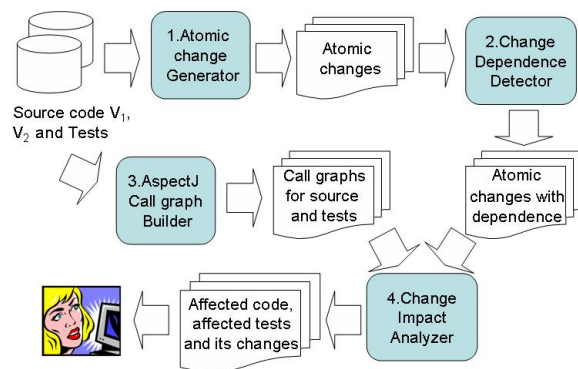 1.Atomic
change
Generator
Atomic
changes
2.Change
Dependence
Detector
Source code V₁,
V₂ and Tests
3.AspectJ
Call graph
Builder
Call graphs
for source
and tests
Atomic
changes with
dependence
Affected code,
affected tests
and its changes
4.Change
Impact
Analyzer